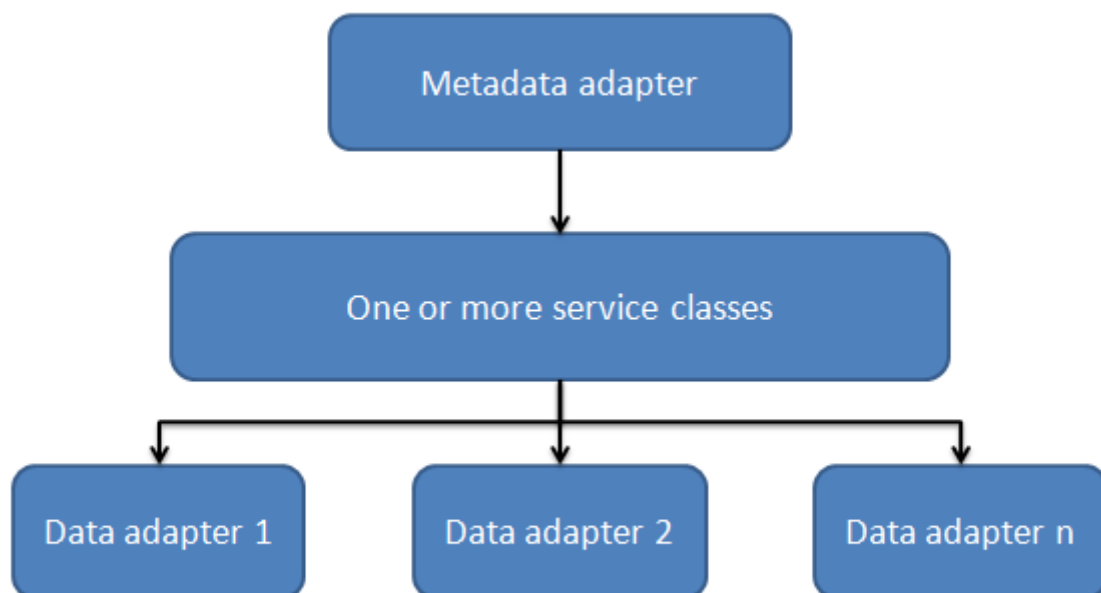 Metadata adapter
One or more service classes
Data adapter 1
Data adapter 2
Data adapter n